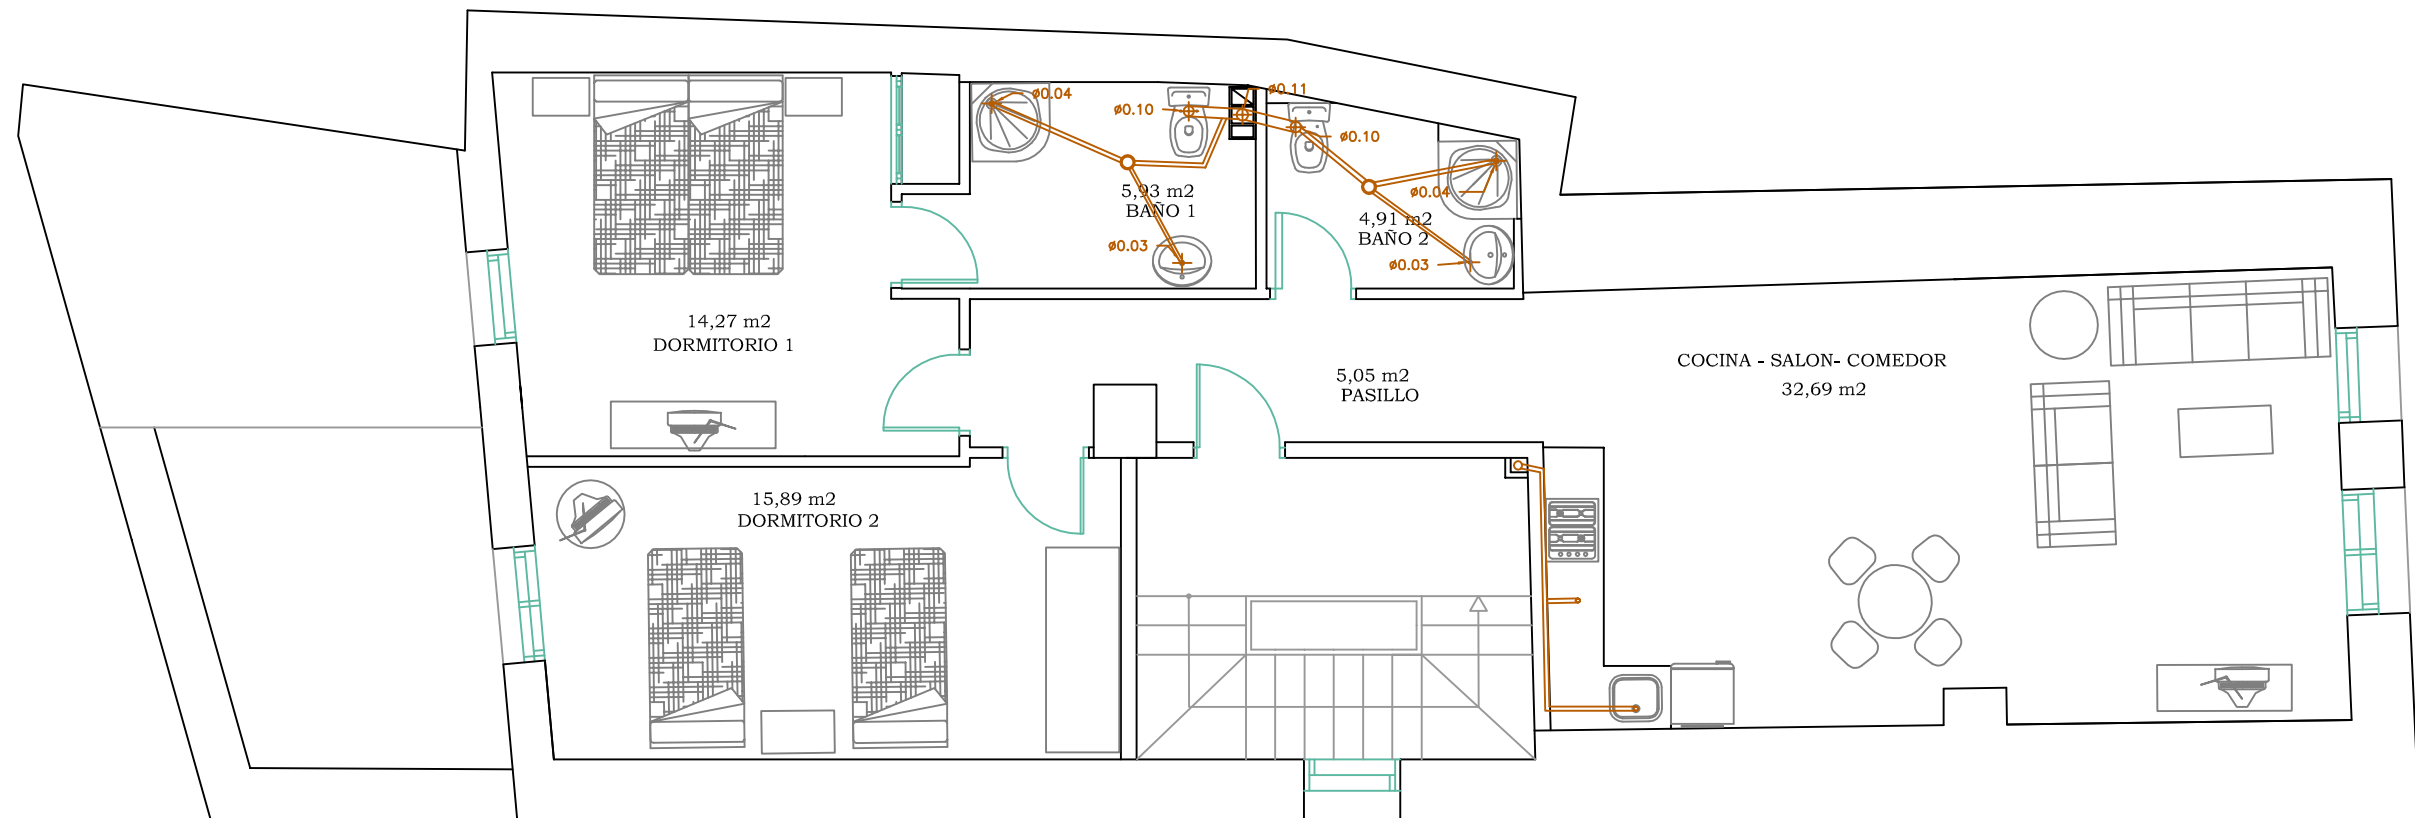 ø0.04
ø0.10
ø0.11
ø0.10
5,93 m2
BAÑO 1
ø0.04
4,91 m2
BAÑO 2
ø0.03
ø0.03
14,27 m2
DORMITORIO 1
COCINA - SALON- COMEDOR
32,69 m2
5,05 m2
PASILLO
15,89 m2
DORMITORIO 2